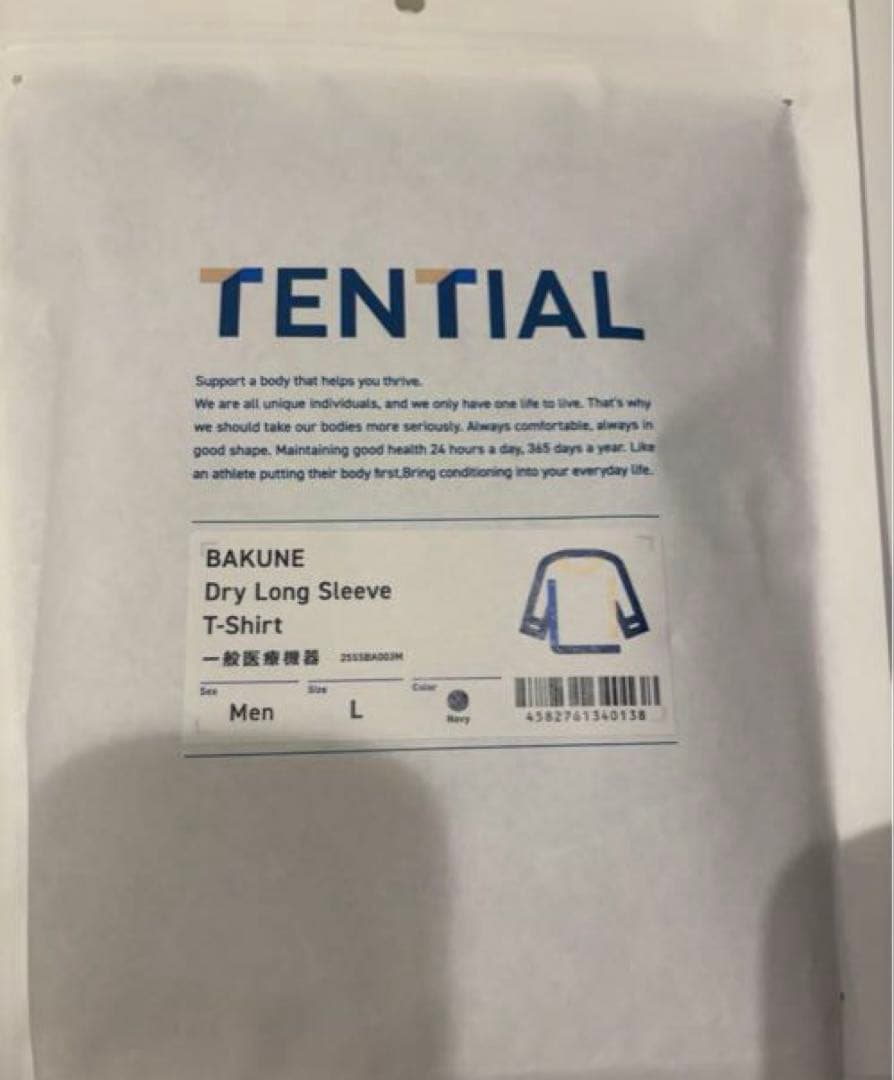 TENTIAL
Support a body that helps you thrive.
We are all unique individuals, and we only have one life to live. That's why
we should take our bodies more seriously. Always comfortable, always in
good shape. Maintaining good health 24 hours a day, 365 days a year. Like
an athlete putting their body first.Bring conditioning into your everyday life.
BAKUNE
Dry Long Sleeve
T-Shirt
一般医療機器 25SSBA003M
Sex Size Color
Men L Navy
4582761340138